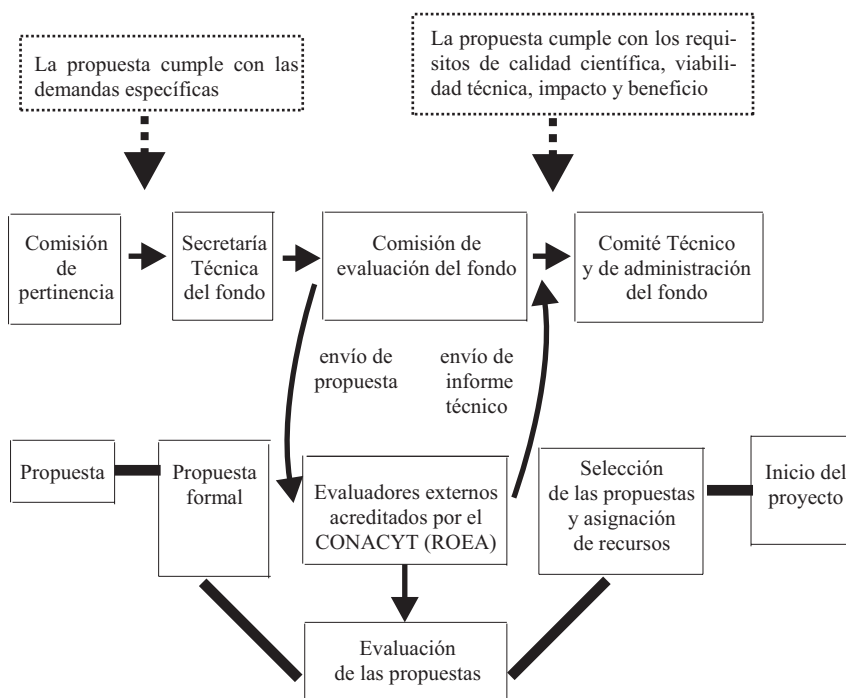 La propuesta cumple con las
demandas específicas
La propuesta cumple con los requi-
sitos de calidad científica, viabili-
dad técnica, impacto y beneficio
Comisión
de
pertinencia
Secretaría
Técnica
del fondo
Comisión de
evaluación del fondo
Comité Técnico
y de administración
del fondo
envío de
propuesta
envío de
informe
técnico
Propuesta
Propuesta
formal
Evaluadores externos
acreditados por el
CONACYT (ROEA)
Selección
de las propuestas
y asignación
de recursos
Inicio del
proyecto
Evaluación
de las propuestas